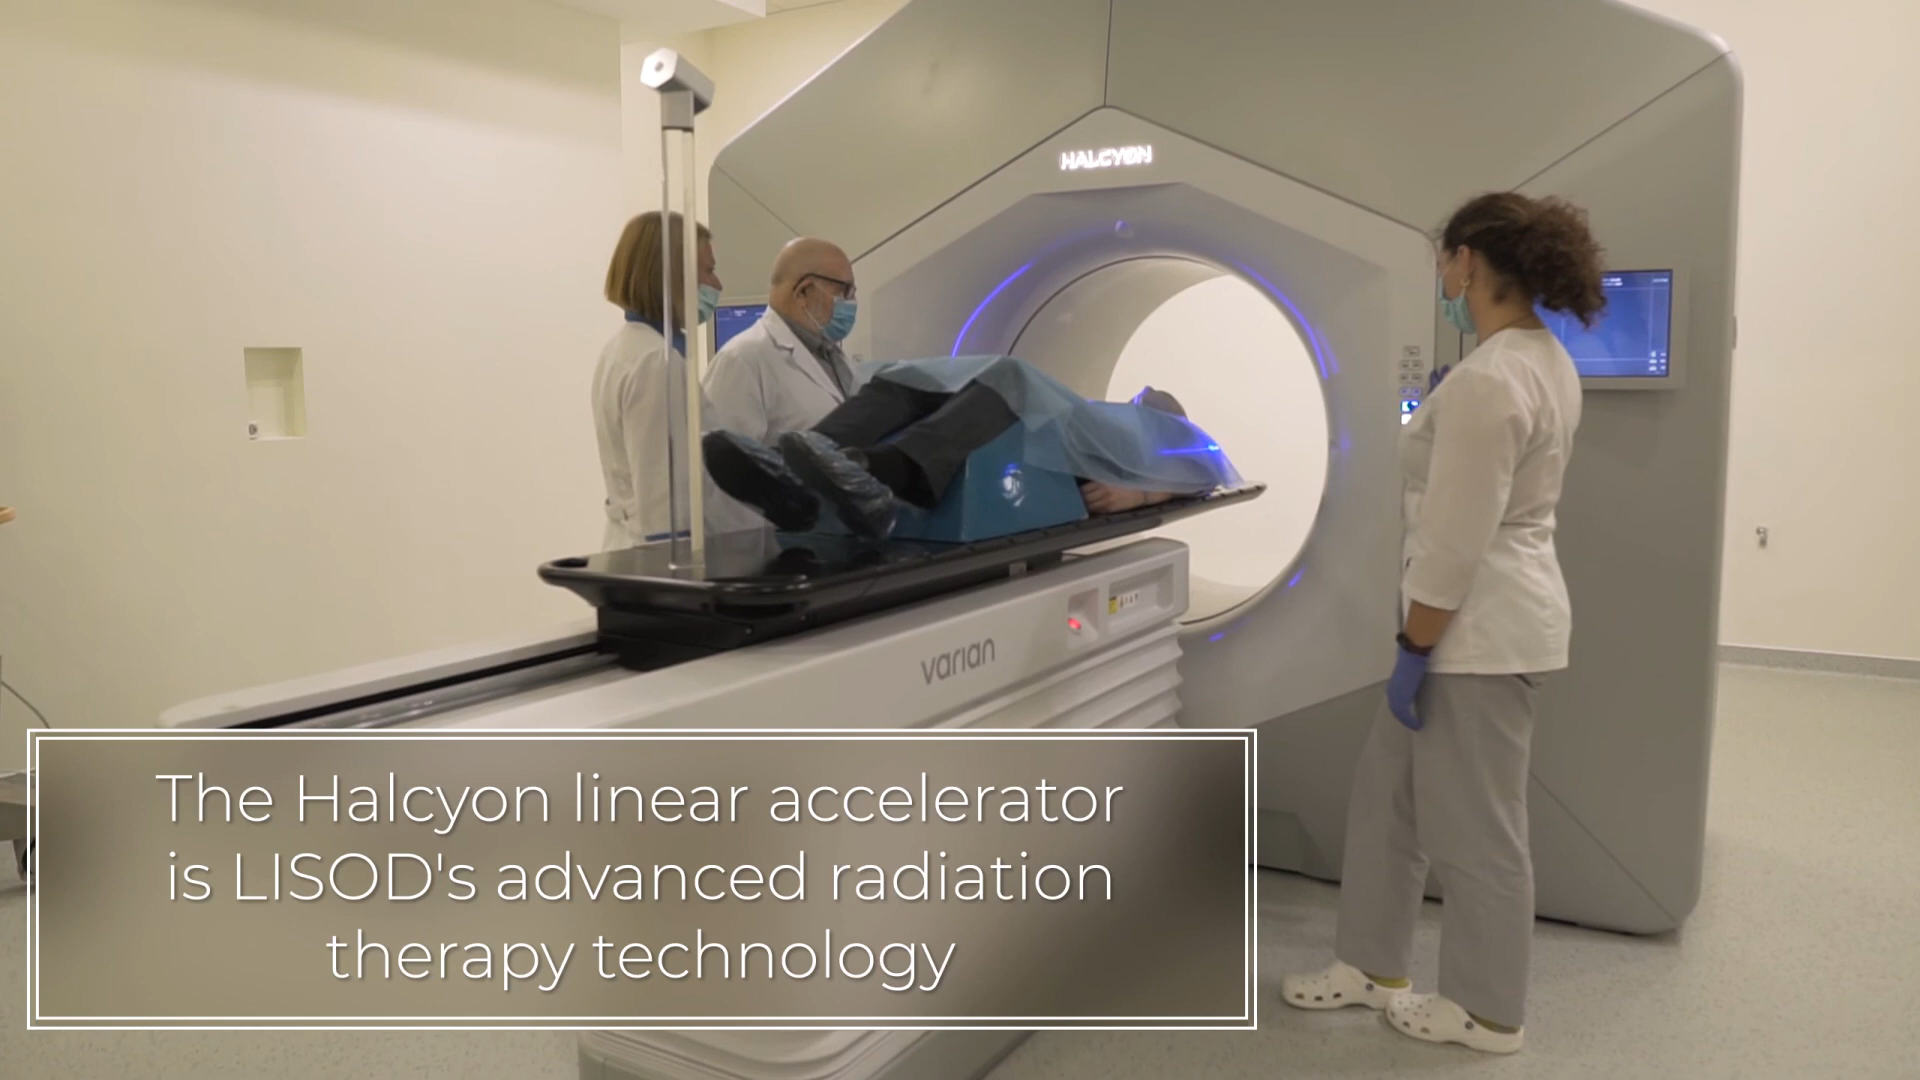 HALCYON
varian
The Halcyon linear accelerator
is LISOD's advanced radiation
therapy technology